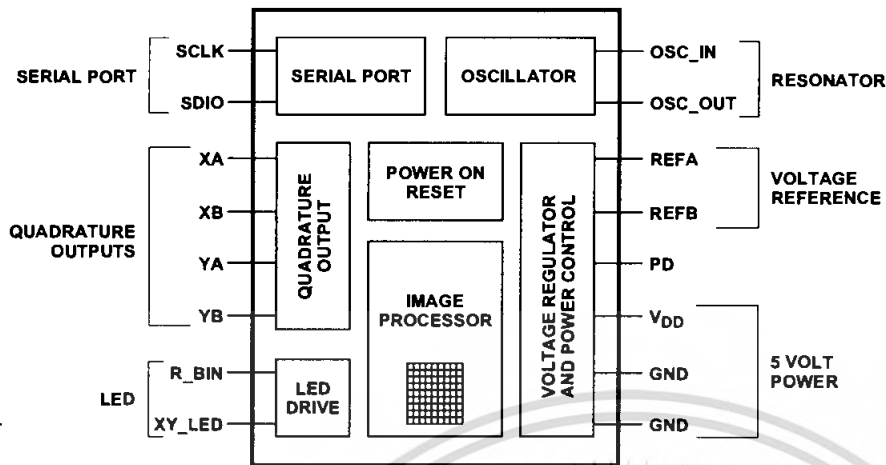 SERIAL PORT
SCLK
SDIO
SERIAL PORT
OSCILLATOR
OSC_IN
OSC_OUT
RESONATOR
QUADRATURE
OUTPUTS
XA
XB
YA
YB
QUADRATURE
OUTPUT
POWER ON
RESET
IMAGE
PROCESSOR
VOLTAGE REGULATOR
AND POWER CONTROL
REFA
REFB
VOLTAGE
REFERENCE
PD
VDD
GND
GND
5 VOLT
POWER
LED
R_BIN
XY_LED
LED
DRIVE